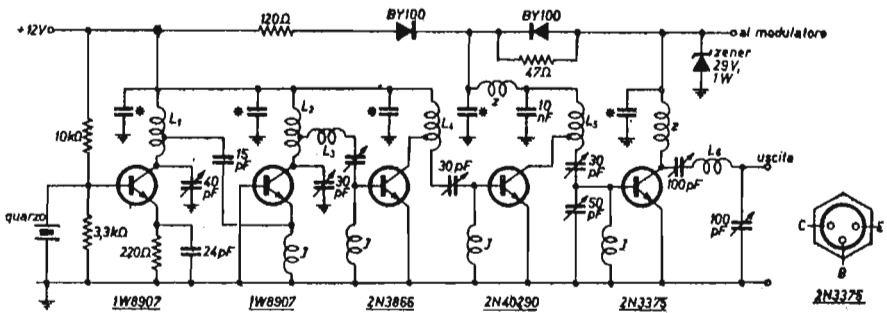 120Ω
BY100
BY100
+12V
al modulatore
47Ω
zener
29V,
1W
*
L1
*
L2
*
L4
*
z
10
nF
L5
*
z
10kΩ
L3
15
pF
L6
uscita
40
pF
30
pF
30pF
30
pF
100pF
quarzo
3,3kΩ
50
pF
100
pF
220Ω
24pF
J
J
J
J
C
E
B
1W8907
1W8907
2N3866
2N40290
2N3375
2N3375